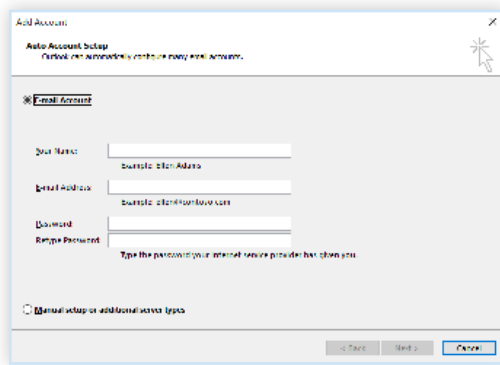 Add Account
Auto Account Setup
Outlook can automatically configure many email accounts.
E-mail Account
Your Name:
Example: Ellen Adams
E-mail Address:
Example: ellen@contoso.com
Password:
Retype Password:
Type the password your Internet service provider has given you.
Manual setup or additional server types
< Back Next > Cancel